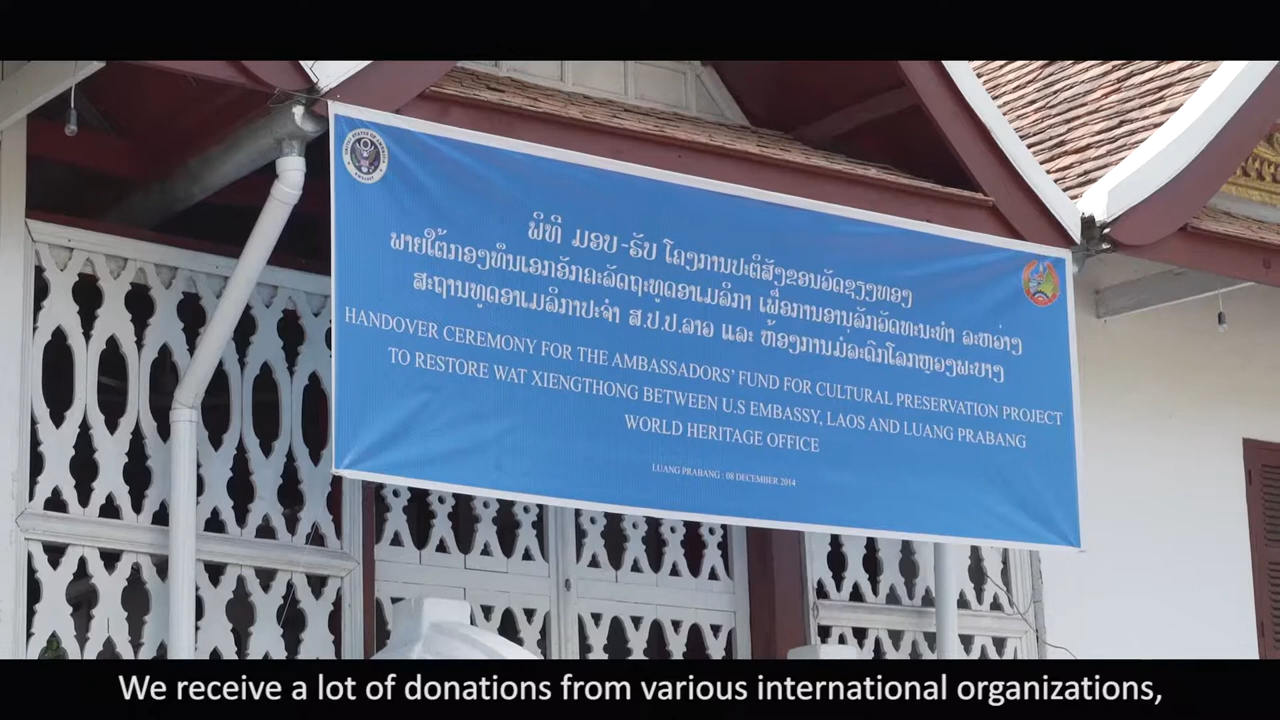 UNITED STATES OF AMERICA
ພິທີ ມອບ-ຮັບ ໂຄງການປະຕິສັງຂອນວັດຊຽງທອງ
ພາຍໃຕ້ກອງທຶນເອກອັກຄະລັດຖະທູດອາເມລິກາ ເພື່ອການອານຸລັກວັດທະນະທຳ ລະຫວ່າງ
ສະຖານທູດອາເມລິກາປະຈຳ ສ.ປ.ປ.ລາວ ແລະ ຫ້ອງການມໍລະດົກໂລກຫຼວງພະບາງ
HANDOVER CEREMONY FOR THE AMBASSADORS' FUND FOR CULTURAL PRESERVATION PROJECT
TO RESTORE WAT XIENGTHONG BETWEEN U.S EMBASSY, LAOS AND LUANG PRABANG
WORLD HERITAGE OFFICE
LUANG PRABANG : 08 DECEMBER 2014
We receive a lot of donations from various international organizations,